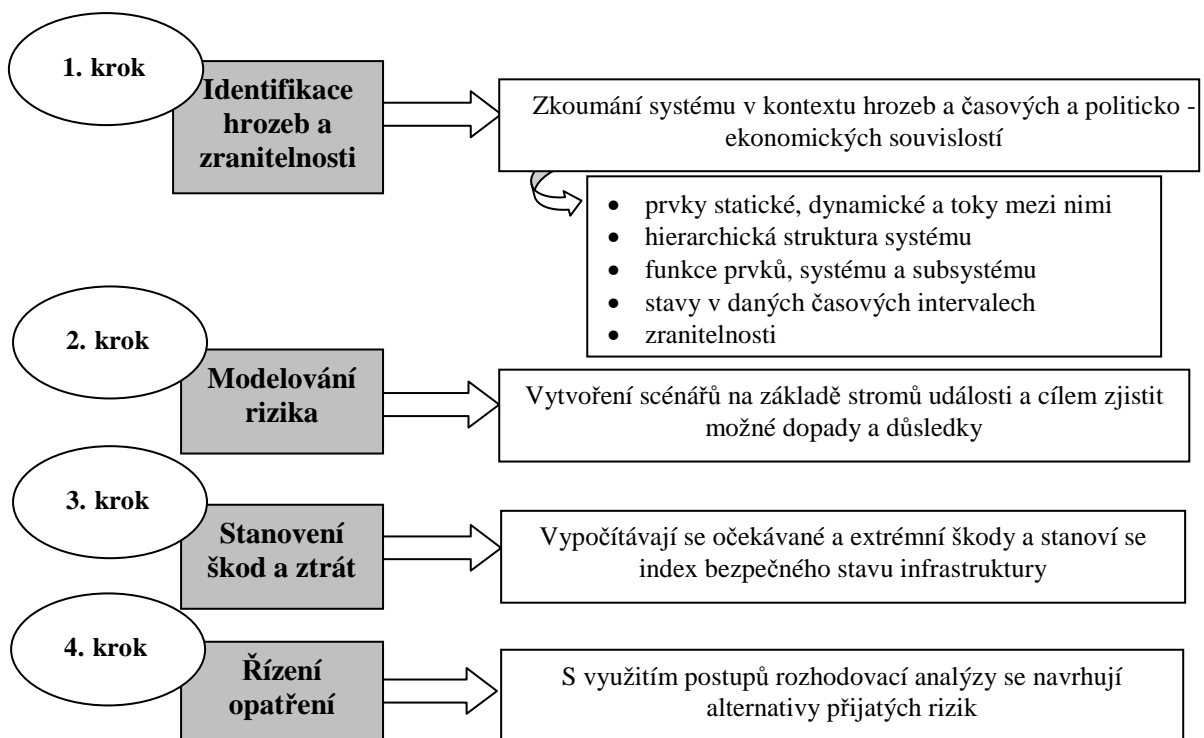 1. krok
Identifikace
hrozeb a
zranitelnosti
Zkoumání systému v kontextu hrozeb a časových a politicko -
ekonomických souvislostí
• prvky statické, dynamické a toky mezi nimi
• hierarchická struktura systému
• funkce prvků, systému a subsystému
• stavy v daných časových intervalech
• zranitelnosti
2. krok
Modelování
rizika
Vytvoření scénářů na základě stromů události a cílem zjistit
možné dopady a důsledky
3. krok
Stanovení
škod a ztrát
Vypočítávají se očekávané a extrémní škody a stanoví se
index bezpečného stavu infrastruktury
4. krok
Řízení
opatření
S využitím postupů rozhodovací analýzy se navrhují
alternativy přijatých rizik